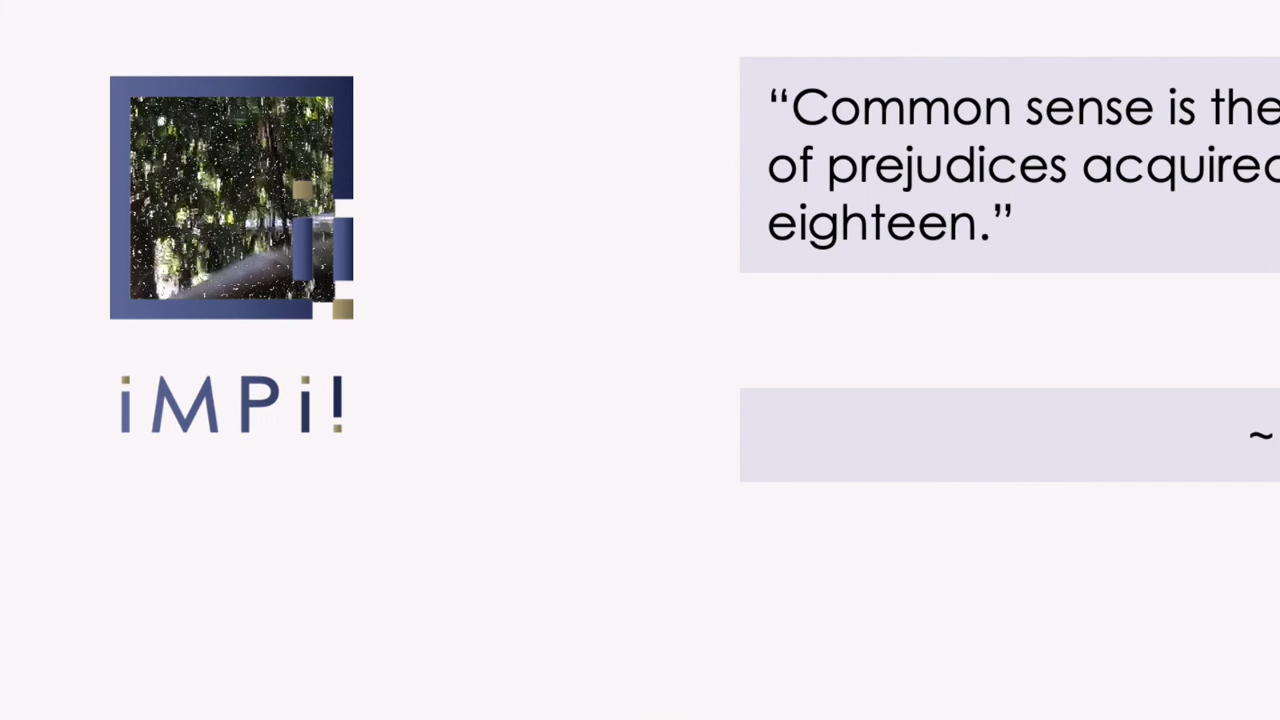 “Common sense is the
of prejudices acquired
eighteen.”
~
iMPi!